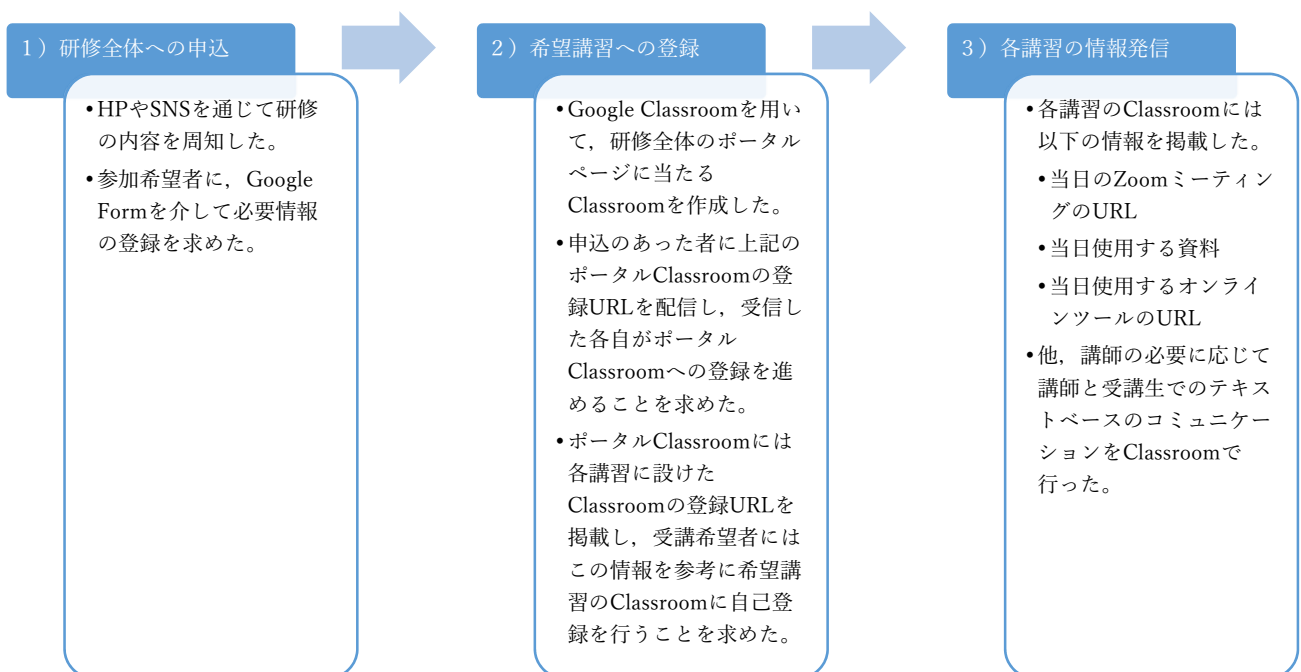 1）研修全体への申込
•HPやSNSを通じて研修
の内容を周知した。
•参加希望者に，Google
Formを介して必要情報
の登録を求めた。
2）希望講習への登録
•Google Classroomを用い
て，研修全体のポータル
ページに当たる
Classroomを作成した。
•申込のあった者に上記の
ポータルClassroomの登
録URLを配信し，受信し
た各自がポータル
Classroomへの登録を進
めることを求めた。
•ポータルClassroomには
各講習に設けた
Classroomの登録URLを
掲載し，受講希望者には
この情報を参考に希望講
習のClassroomに自己登
録を行うことを求めた。
3）各講習の情報発信
•各講習のClassroomには
以下の情報を掲載した。
•当日のZoomミーティン
グのURL
•当日使用する資料
•当日使用するオンライ
ンツールのURL
•他，講師の必要に応じて
講師と受講生でのテキス
トベースのコミュニケー
ションをClassroomで
行った。